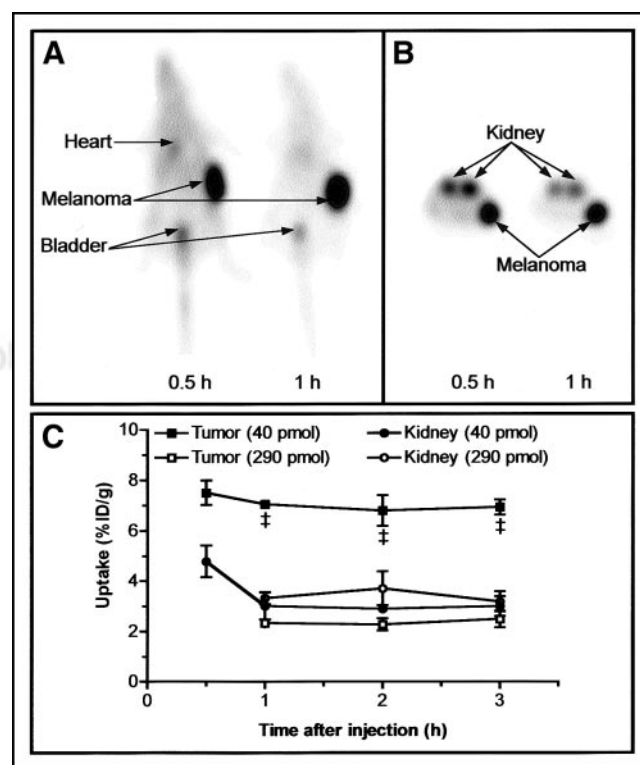 A
Heart
Melanoma
Bladder
0.5 h 1 h
B
Kidney
Melanoma
0.5 h 1 h
C
Tumor (40 pmol) Kidney (40 pmol)
Tumor (290 pmol) Kidney (290 pmol)
Uptake (%ID/g)
10
8
6
4
2
0
‡ ‡ ‡
0 1 2 3
Time after injection (h)